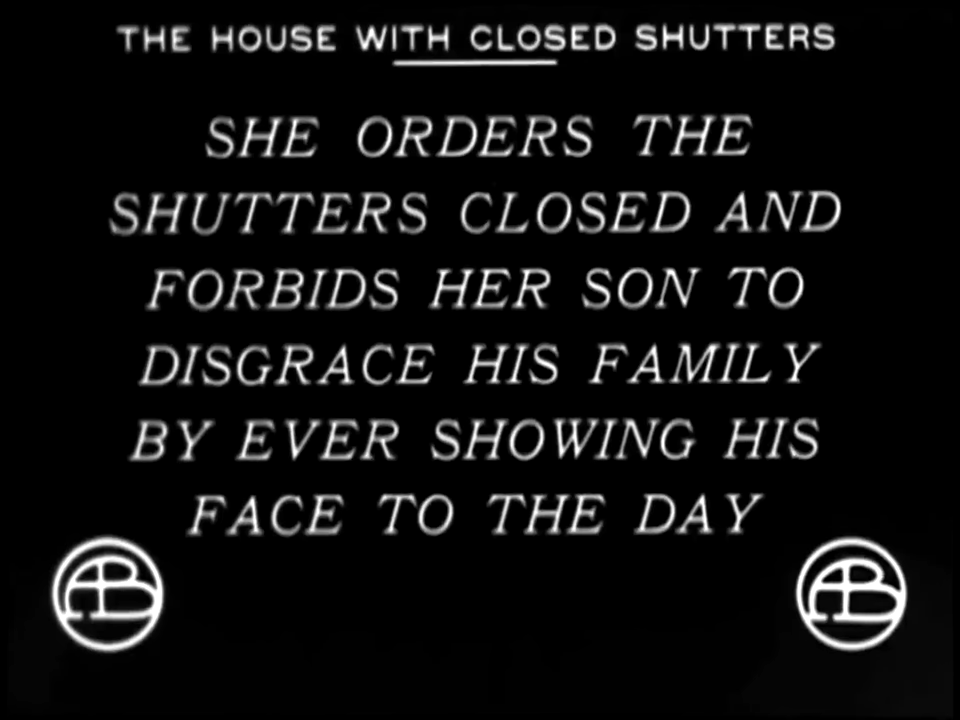 THE HOUSE WITH CLOSED SHUTTERS
SHE ORDERS THE
SHUTTERS CLOSED AND
FORBIDS HER SON TO
DISGRACE HIS FAMILY
BY EVER SHOWING HIS
FACE TO THE DAY
AB AB